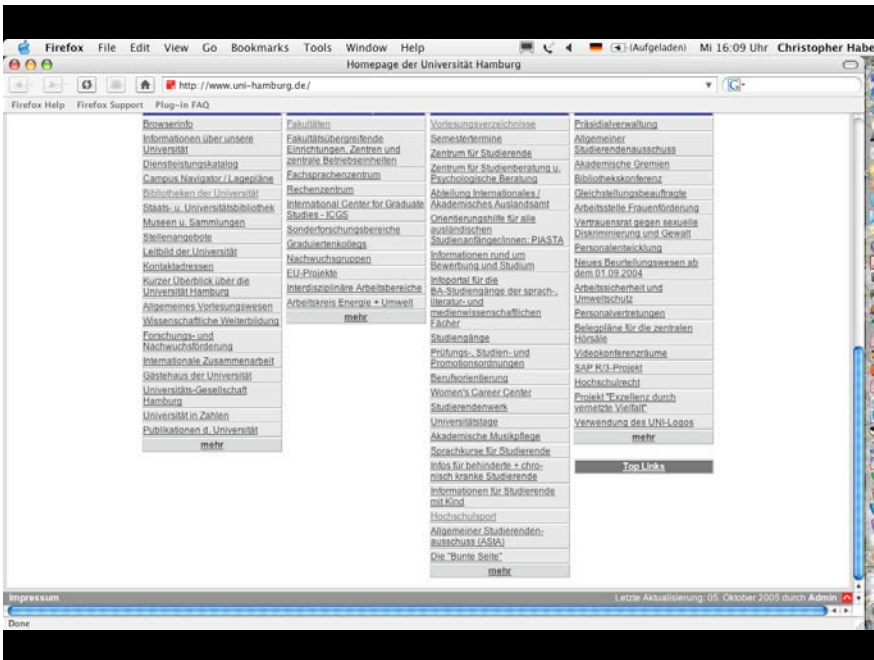 Firefox File Edit View Go Bookmarks Tools Window Help (Aufgeladen) Mi 16:09 Uhr Christopher Habe
Homepage der Universität Hamburg
http://www.uni-hamburg.de/
Firefox Help Firefox Support Plug-in FAQ
Browserinfo
Informationen über unsere
Universität
Dienstleistungskatalog
Campus Navigator / Lagepläne
Bibliotheken der Universität
Staats- u. Universitätsbibliothek
Museen u. Sammlungen
Stellenangebote
Leitbild der Universität
Kontaktadressen
Kurzer Überblick über die
Universität Hamburg
Allgemeines Vorlesungswesen
Wissenschaftliche Weiterbildung
Forschungs- und
Nachwuchsförderung
Internationale Zusammenarbeit
Gästehaus der Universität
Universitäts-Gesellschaft
Hamburg
Universität in Zahlen
Publikationen d. Universität
mehr
Fakultäten
Fakultätsübergreifende
Einrichtungen, Zentren und
zentrale Betriebseinheiten
Fachsprachenzentrum
Rechenzentrum
International Center for Graduate
Studies - ICGS
Sonderforschungsbereiche
Graduiertenkollegs
Nachwuchsgruppen
EU-Projekte
Interdisziplinäre Arbeitsbereiche
Arbeitskreis Energie + Umwelt
mehr
Vorlesungsverzeichnisse
Semestertermine
Zentrum für Studierende
Zentrum für Studienberatung u.
Psychologische Beratung
Abteilung Internationales /
Akademisches Auslandsamt
Orientierungshilfe für alle
ausländischen
Studienanfänger/innen: PIASTA
Informationen rund um
Bewerbung und Studium
Infoportal für die
BA-Studiengänge der sprach-,
literatur- und
medienwissenschaftlichen
Fächer
Studiengänge
Prüfungs-, Studien- und
Promotionsordnungen
Berufsorientierung
Women's Career Center
Studierendenwerk
Universitätstage
Akademische Musikpflege
Sprachkurse für Studierende
Infos für behinderte + chro-
nisch kranke Studierende
Informationen für Studierende
mit Kind
Hochschulsport
Allgemeiner Studierenden-
ausschuss (AStA)
Die "Bunte Seite"
mehr
Präsidialverwaltung
Allgemeiner
Studierendenausschuss
Akademische Gremien
Bibliothekskonferenz
Gleichstellungsbeauftragte
Arbeitsstelle Frauenförderung
Vertrauensrat gegen sexuelle
Diskriminierung und Gewalt
Personalentwicklung
Neues Beurteilungswesen ab
dem 01.09.2004
Arbeitssicherheit und
Umweltschutz
Personalvertretungen
Belegpläne für die zentralen
Hörsäle
Videokonferenzräume
SAP R/3-Projekt
Hochschulrecht
Projekt "Exzellenz durch
vernetzte Vielfalt"
Verwendung des UNI-Logos
mehr
Top Links
Impressum Letzte Aktualisierung: 05. Oktober 2005 durch Admin
Done